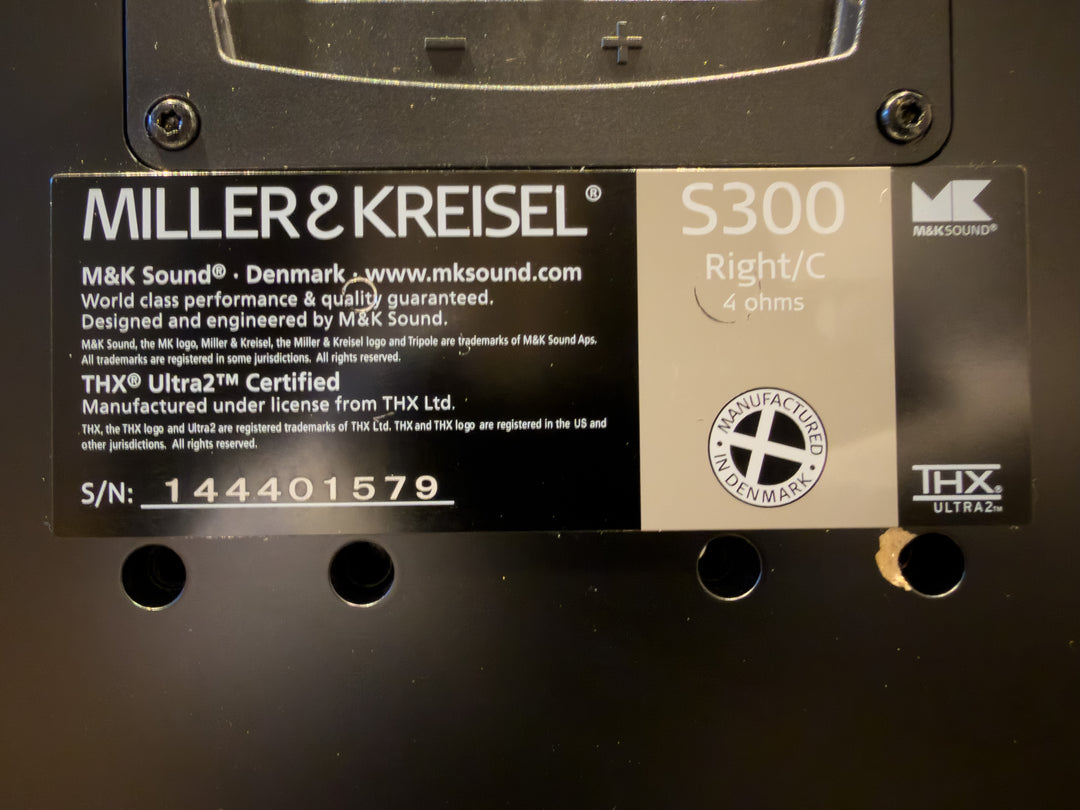 − +
MILLER & KREISEL®
M&K Sound® · Denmark · www.mksound.com
World class performance & quality guaranteed.
Designed and engineered by M&K Sound.
M&K Sound, the MK logo, Miller & Kreisel, the Miller & Kreisel logo and Tripole are trademarks of M&K Sound Aps.
All trademarks are registered in some jurisdictions. All rights reserved.
THX® Ultra2™ Certified
Manufactured under license from THX Ltd.
THX, the THX logo and Ultra2 are registered trademarks of THX Ltd. THX and THX logo are registered in the US and
other jurisdictions. All rights reserved.
S/N: 144401579
S300
Right/C
4 ohms
MANUFACTURED
· IN DENMARK ·
MK
M&K SOUND®
THX®
ULTRA2™